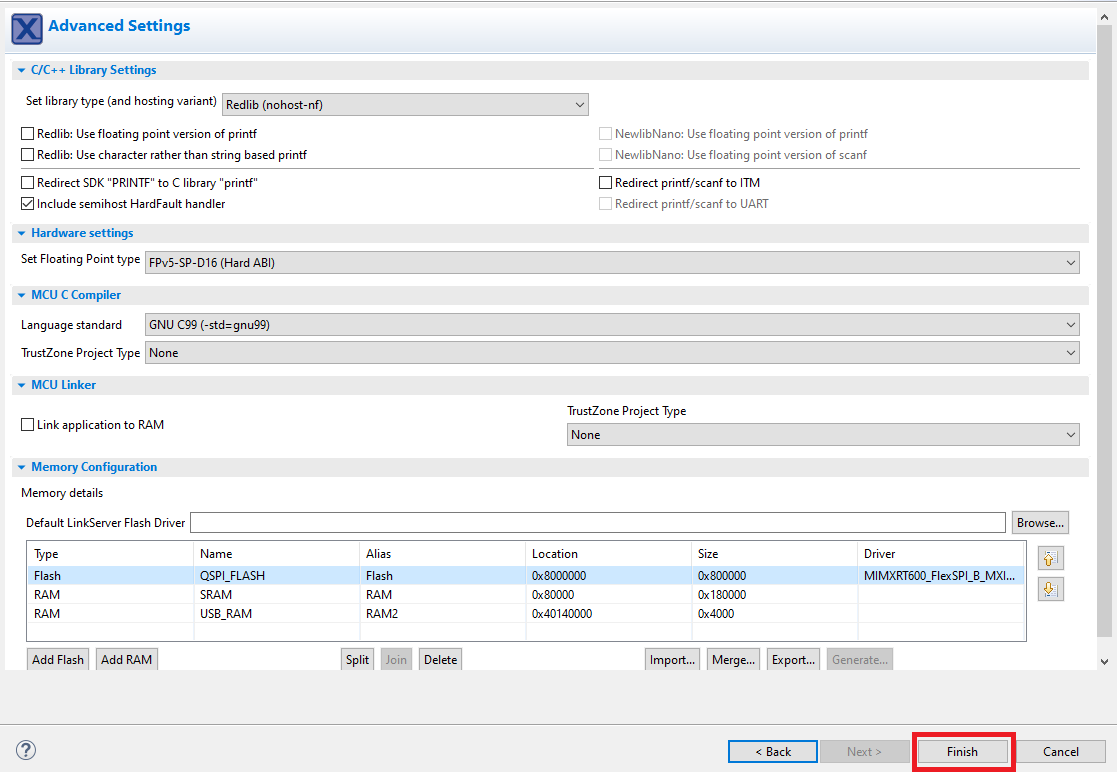 Advanced Settings
C/C++ Library Settings
Set library type (and hosting variant) Redlib (nohost-nf)
Redlib: Use floating point version of printf NewlibNano: Use floating point version of printf
Redlib: Use character rather than string based printf NewlibNano: Use floating point version of scanf
Redirect SDK "PRINTF" to C library "printf" Redirect printf/scanf to ITM
Include semihost HardFault handler Redirect printf/scanf to UART
Hardware settings
Set Floating Point type FPv5-SP-D16 (Hard ABI)
MCU C Compiler
Language standard GNU C99 (-std=gnu99)
TrustZone Project Type None
MCU Linker
TrustZone Project Type
Link application to RAM
None
Memory Configuration
Memory details
Default LinkServer Flash Driver Browse...
Type Name Alias Location Size Driver
Flash QSPI_FLASH Flash 0x8000000 0x800000 MIMXRT600_FlexSPI_B_MXI...
RAM SRAM RAM 0x80000 0x180000
RAM USB_RAM RAM2 0x40140000 0x4000
Add Flash Add RAM Split Join Delete Import... Merge... Export... Generate...
? < Back Next > Finish Cancel